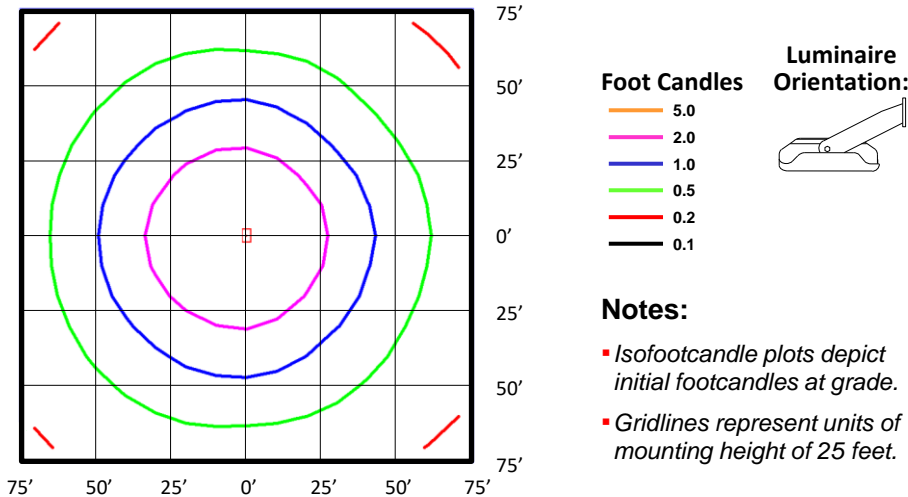 75’
50’
25’
0’
25’
50’
75’
75’ 50’ 25’ 0’ 25’ 50’ 75’
Foot Candles
5.0
2.0
1.0
0.5
0.2
0.1
Luminaire
Orientation:
Notes:
Isofootcandle plots depict
initial footcandles at grade.
Gridlines represent units of
mounting height of 25 feet.